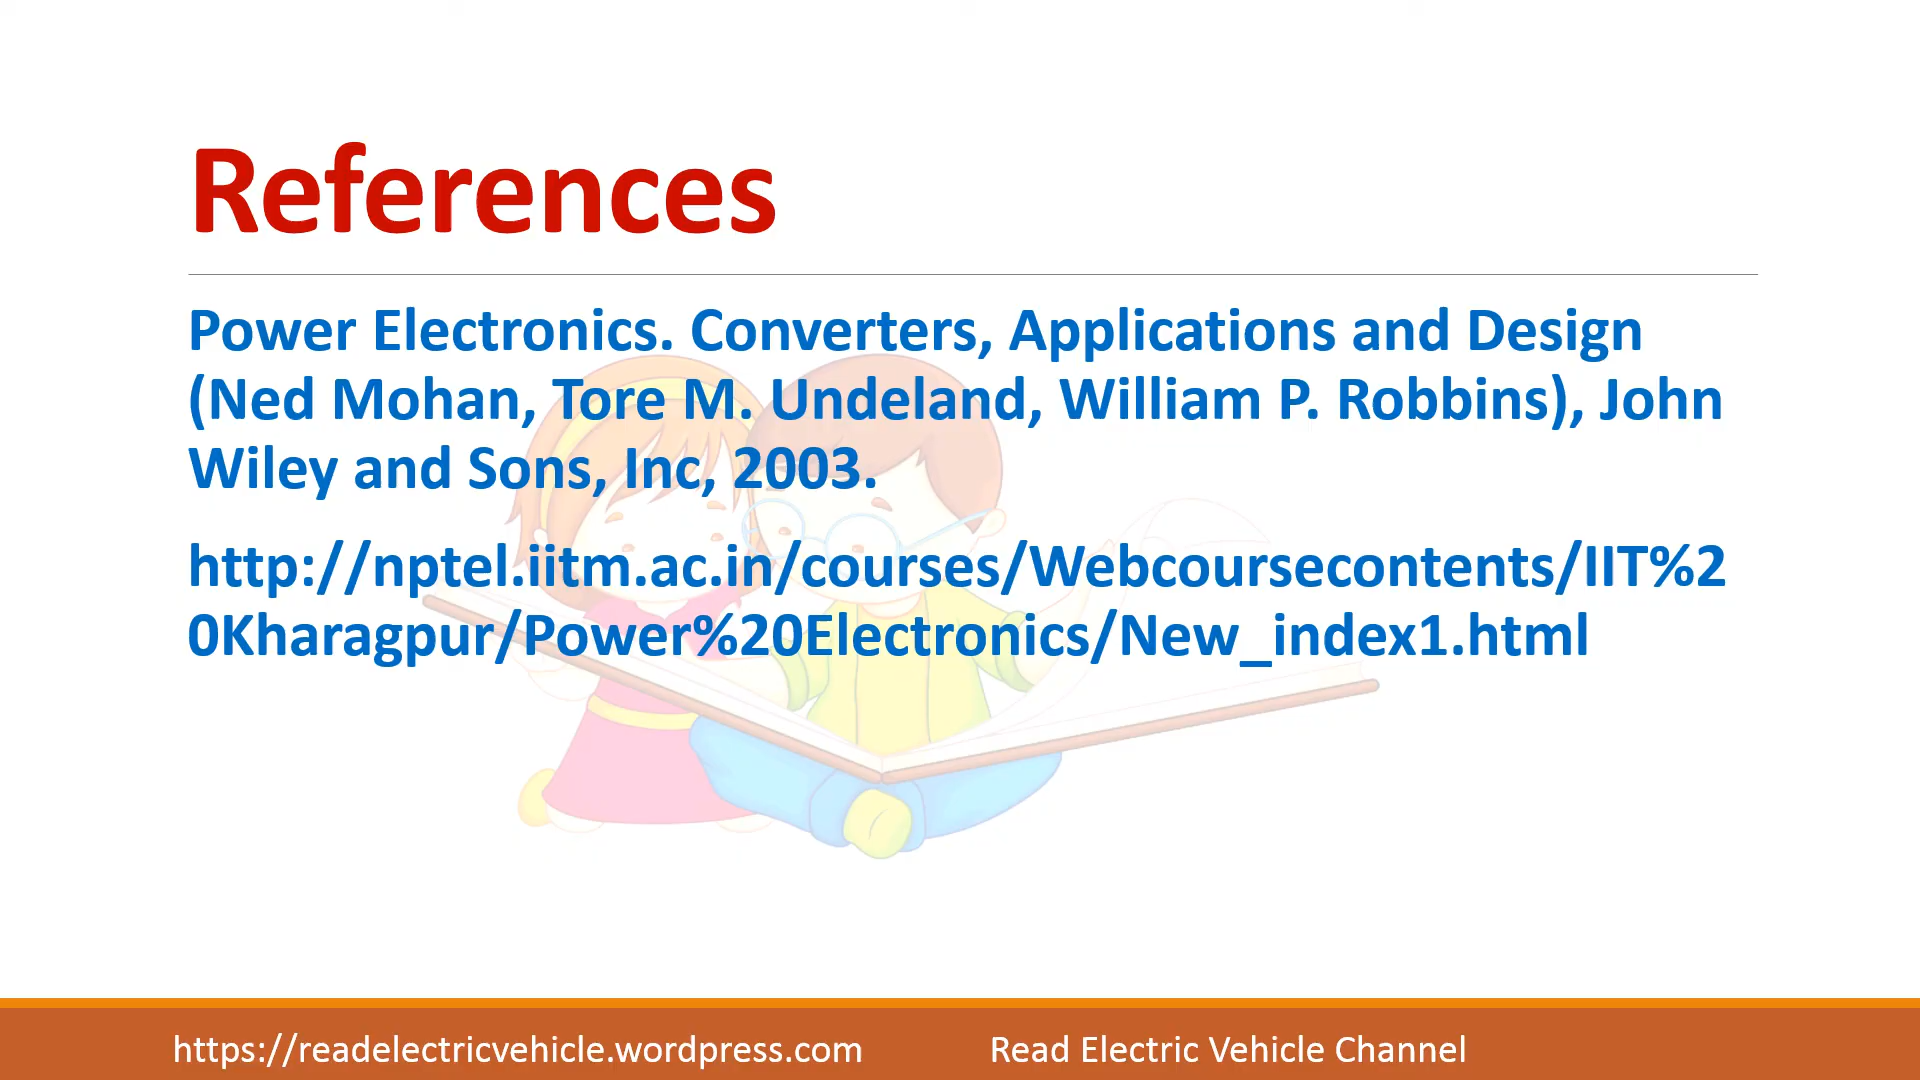 References
Power Electronics. Converters, Applications and Design
(Ned Mohan, Tore M. Undeland, William P. Robbins), John
Wiley and Sons, Inc, 2003.
http://nptel.iitm.ac.in/courses/Webcoursecontents/IIT%2
0Kharagpur/Power%20Electronics/New_index1.html
https://readelectricvehicle.wordpress.com Read Electric Vehicle Channel